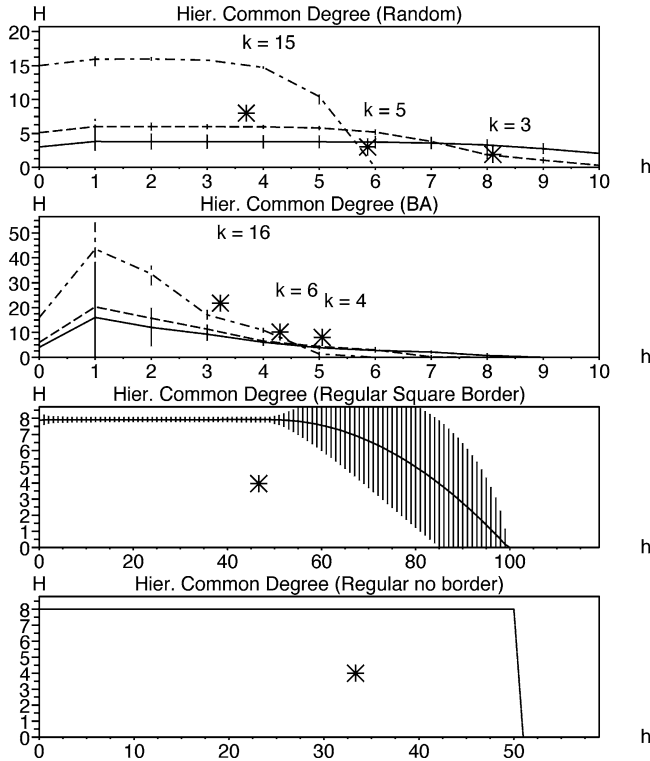 H Hier. Common Degree (Random)
k = 15
k = 5
k = 3
20
15
10
5
0
0 1 2 3 4 5 6 7 8 9 10 h
H Hier. Common Degree (BA)
k = 16
k = 6
k = 4
50
40
30
20
10
0
0 1 2 3 4 5 6 7 8 9 10 h
H Hier. Common Degree (Regular Square Border)
8
7
6
5
4
3
2
1
0
0 20 40 60 80 100 h
H Hier. Common Degree (Regular no border)
8
7
6
5
4
3
2
1
0
0 10 20 30 40 50 h